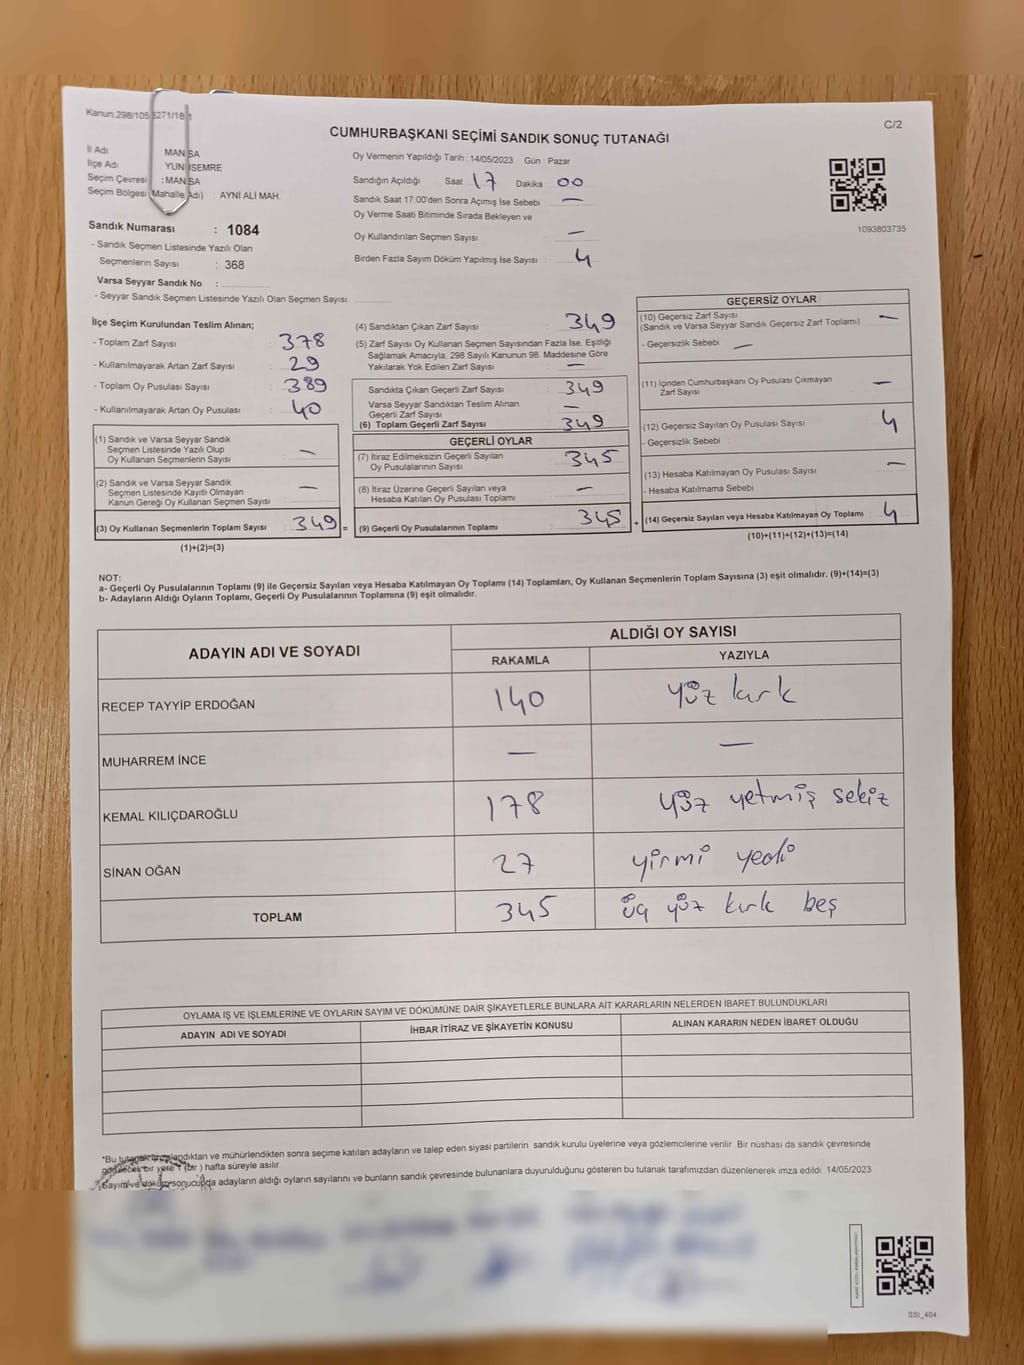 Kanun:298/105 6271/18 1
C/2
CUMHURBAŞKANI SEÇİMİ SANDIK SONUÇ TUTANAĞI
İl Adı : MANİSA
İlçe Adı : YUNUSEMRE
Seçim Çevresi : MANİSA
Seçim Bölgesi (Mahalle Adı) : AYNİ ALİ MAH.
Sandık Numarası : 1084
- Sandık Seçmen Listesinde Yazılı Olan
Seçmenlerin Sayısı : 368
Varsa Seyyar Sandık No :
- Seyyar Sandık Seçmen Listesinde Yazılı Olan Seçmen Sayısı:
Oy Vermenin Yapıldığı Tarih : 14/05/2023 Gün : Pazar
Sandığın Açıldığı Saat 17 Dakika 00
Sandık Saat 17:00'den Sonra Açımış İse Sebebi —
Oy Verme Saati Bitiminde Sırada Bekleyen ve
Oy Kullandırılan Seçmen Sayısı : —
Birden Fazla Sayım Döküm Yapılmış İse Sayısı : 4
1093803735
İlçe Seçim Kurulundan Teslim Alınan;
- Toplam Zarf Sayısı : 378
- Kullanılmayarak Artan Zarf Sayısı : 29
- Toplam Oy Pusulası Sayısı : 389
- Kullanılmayarak Artan Oy Pusulası : 40
(1) Sandık ve Varsa Seyyar Sandık
Seçmen Listesinde Yazılı Olup
Oy Kullanan Seçmenlerin Sayısı : —
(2) Sandık ve Varsa Seyyar Sandık
Seçmen Listesinde Kayıtlı Olmayan
Kanun Gereği Oy Kullanan Seçmen Sayısı : —
(3) Oy Kullanan Seçmenlerin Toplam Sayısı : 349 =
(1)+(2)=(3)
(4) Sandıktan Çıkan Zarf Sayısı : 349
(5) Zarf Sayısı Oy Kullanan Seçmen Sayısından Fazla İse, Eşitliği
Sağlamak Amacıyla, 298 Sayılı Kanunun 98. Maddesine Göre
Yakılarak Yok Edilen Zarf Sayısı : —
Sandıkta Çıkan Geçerli Zarf Sayısı : 349
Varsa Seyyar Sandıktan Teslim Alınan
Geçerli Zarf Sayısı : —
(6) Toplam Geçerli Zarf Sayısı : 349
GEÇERLİ OYLAR
(7) İtiraz Edilmeksizin Geçerli Sayılan
Oy Pusulalarının Sayısı : 345
(8) İtiraz Üzerine Geçerli Sayılan veya
Hesaba Katılan Oy Pusulası Toplamı : —
(9) Geçerli Oy Pusulalarının Toplamı : 345 +
GEÇERSİZ OYLAR
(10) Geçersiz Zarf Sayısı
(Sandık ve Varsa Seyyar Sandık Geçersiz Zarf Toplamı) : —
- Geçersizlik Sebebi : —
(11) İçinden Cumhurbaşkanı Oy Pusulası Çıkmayan
Zarf Sayısı : —
(12) Geçersiz Sayılan Oy Pusulası Sayısı : 4
- Geçersizlik Sebebi :
(13) Hesaba Katılmayan Oy Pusulası Sayısı : —
- Hesaba Katılmama Sebebi
(14) Geçersiz Sayılan veya Hesaba Katılmayan Oy Toplamı : 4
(10)+(11)+(12)+(13)=(14)
NOT:
a- Geçerli Oy Pusulalarının Toplamı (9) ile Geçersiz Sayılan veya Hesaba Katılmayan Oy Toplamı (14) Toplamları, Oy Kullanan Seçmenlerin Toplam Sayısına (3) eşit olmalıdır. (9)+(14)=(3)
b- Adayların Aldığı Oyların Toplamı, Geçerli Oy Pusulalarının Toplamına (9) eşit olmalıdır.
ADAYIN ADI VE SOYADI
ALDIĞI OY SAYISI
RAKAMLA YAZIYLA
RECEP TAYYİP ERDOĞAN 140 yüz kırk
MUHARREM İNCE — —
KEMAL KILIÇDAROĞLU 178 yüz yetmiş sekiz
SİNAN OĞAN 27 yirmi yedi
TOPLAM 345 üç yüz kırk beş
OYLAMA İŞ VE İŞLEMLERİNE VE OYLARIN SAYIM VE DÖKÜMÜNE DAİR ŞİKAYETLERLE BUNLARA AİT KARARLARIN NELERDEN İBARET BULUNDUKLARI
ADAYIN ADI VE SOYADI İHBAR İTİRAZ VE ŞİKAYETİN KONUSU ALINAN KARARIN NEDEN İBARET OLDUĞU
*Bu tutanak imzalandıktan ve mühürlendikten sonra seçime katılan adayların ve talep eden siyasi partilerin sandık kurulu üyelerine veya gözlemcilerine verilir. Bir nüshası da sandık çevresinde
görülecek bir yere 1 (bir ) hafta süreyle asılır.
*Sayım ve döküm sonucunda adayların aldığı oyların sayılarını ve bunların sandık çevresinde bulunanlara duyurulduğunu gösteren bu tutanak tarafımızdan düzenlenerek imza edildi. 14/05/2023
SSI_404